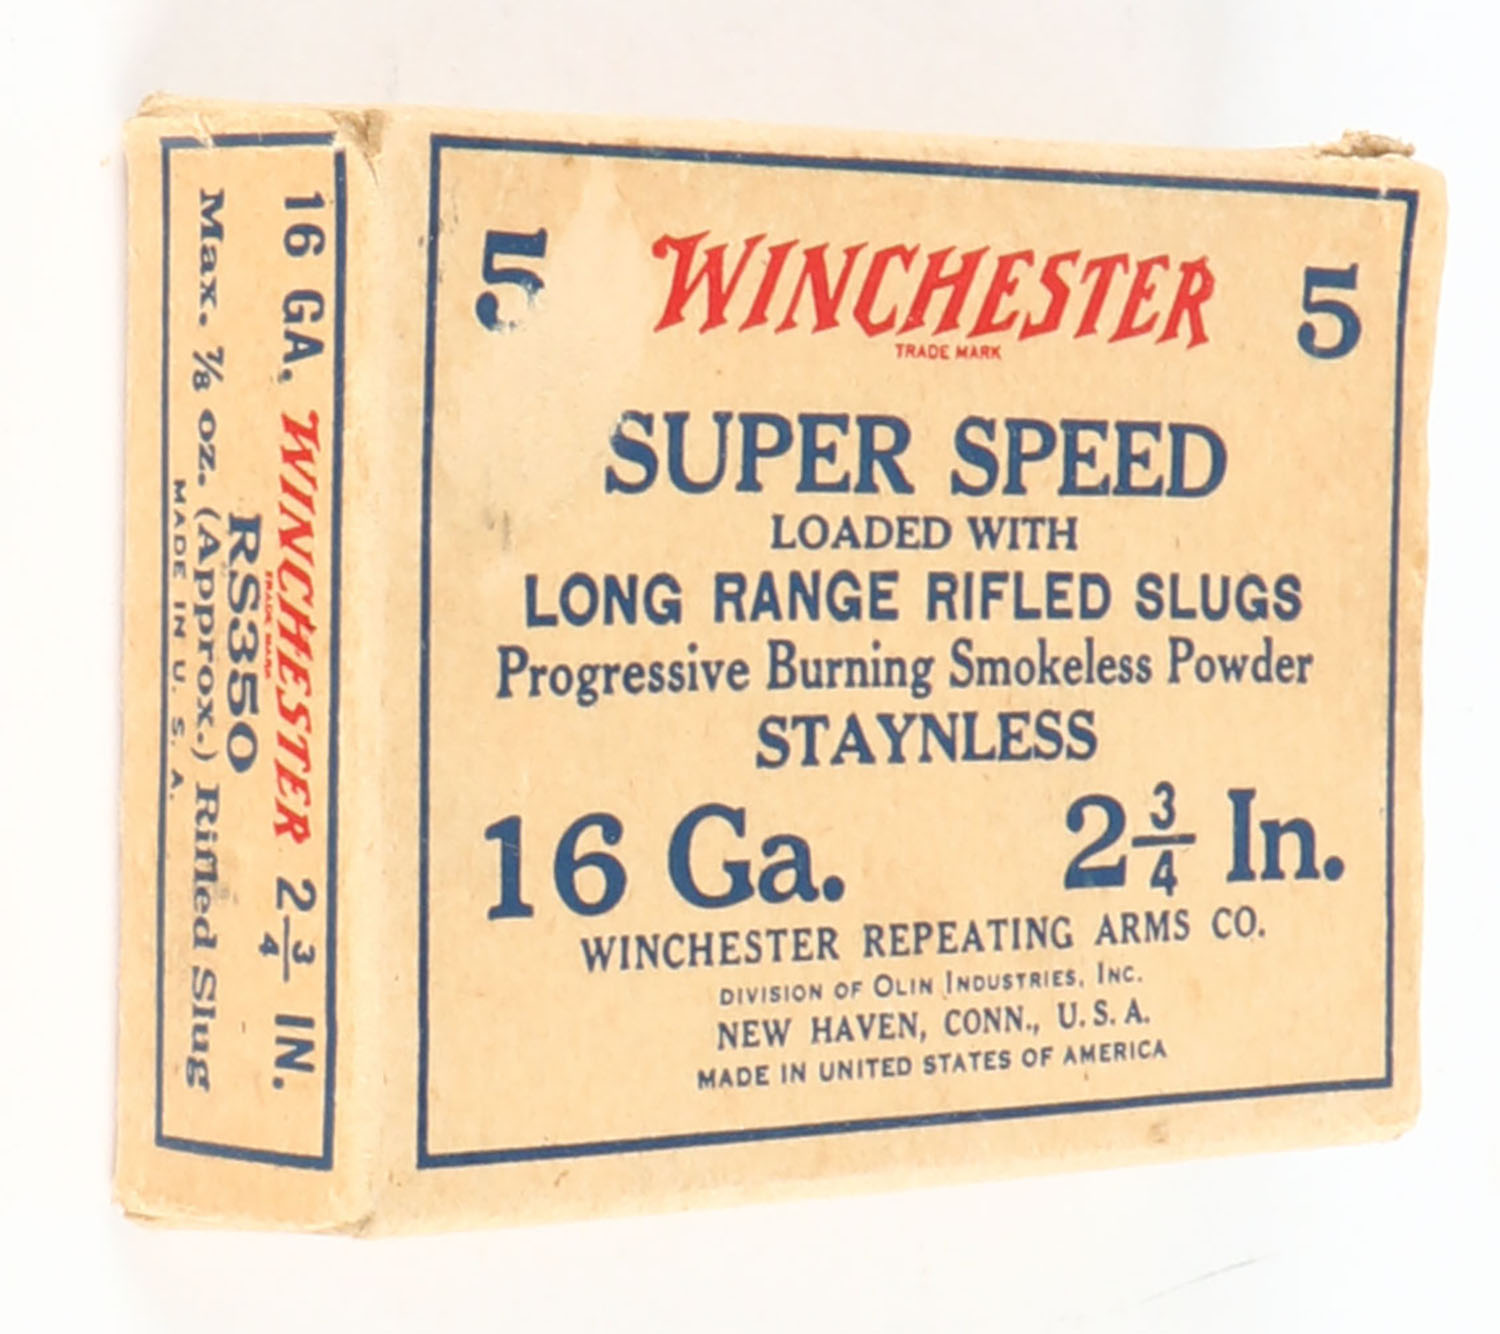 16 GA. WINCHESTER 2 3/4 IN.
TRADE MARK
RS350
Max. 7/8 oz. (Approx.) Rifled Slug
MADE IN U. S. A.
5 WINCHESTER 5
TRADE MARK
SUPER SPEED
LOADED WITH
LONG RANGE RIFLED SLUGS
Progressive Burning Smokeless Powder
STAYNLESS
16 Ga. 2 3/4 In.
WINCHESTER REPEATING ARMS CO.
DIVISION OF OLIN INDUSTRIES, INC.
NEW HAVEN, CONN., U.S.A.
MADE IN UNITED STATES OF AMERICA